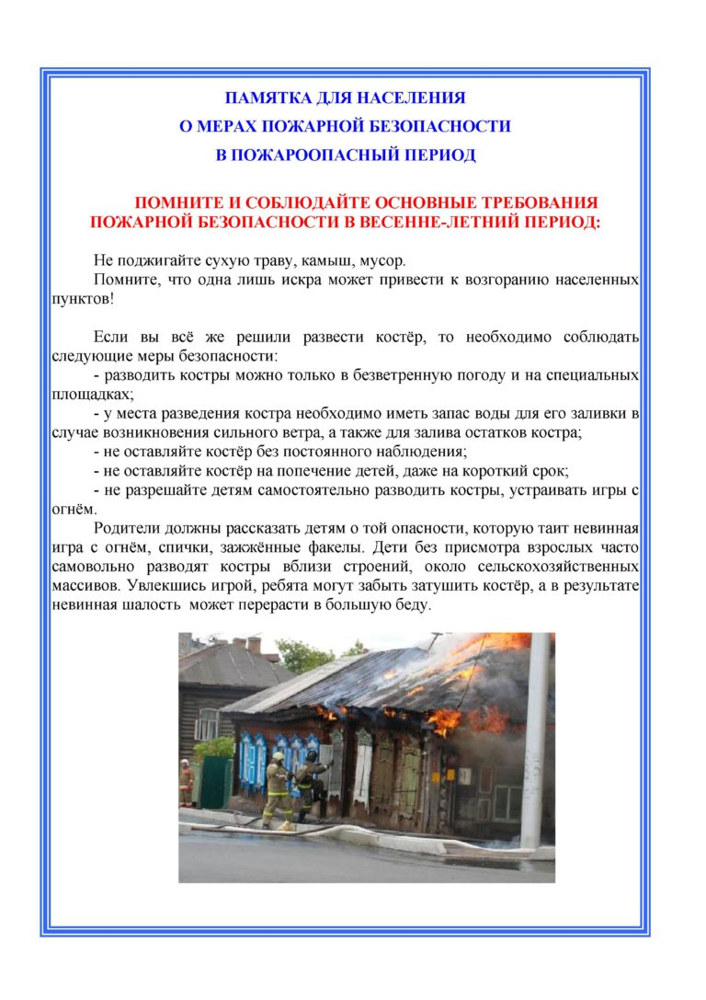 ПАМЯТКА ДЛЯ НАСЕЛЕНИЯ
О МЕРАХ ПОЖАРНОЙ БЕЗОПАСНОСТИ
В ПОЖАРООПАСНЫЙ ПЕРИОД
ПОМНИТЕ И СОБЛЮДАЙТЕ ОСНОВНЫЕ ТРЕБОВАНИЯ
ПОЖАРНОЙ БЕЗОПАСНОСТИ В ВЕСЕННЕ-ЛЕТНИЙ ПЕРИОД:
Не поджигайте сухую траву, камыш, мусор.
Помните, что одна лишь искра может привести к возгоранию населенных
пунктов!
Если вы всё же решили развести костёр, то необходимо соблюдать
следующие меры безопасности:
- разводить костры можно только в безветренную погоду и на специальных
площадках;
- у места разведения костра необходимо иметь запас воды для его заливки в
случае возникновения сильного ветра, а также для залива остатков костра;
- не оставляйте костёр без постоянного наблюдения;
- не оставляйте костёр на попечение детей, даже на короткий срок;
- не разрешайте детям самостоятельно разводить костры, устраивать игры с
огнём.
Родители должны рассказать детям о той опасности, которую таит невинная
игра с огнём, спички, зажжённые факелы. Дети без присмотра взрослых часто
самовольно разводят костры вблизи строений, около сельскохозяйственных
массивов. Увлекшись игрой, ребята могут забыть затушить костёр, а в результате
невинная шалость может перерасти в большую беду.